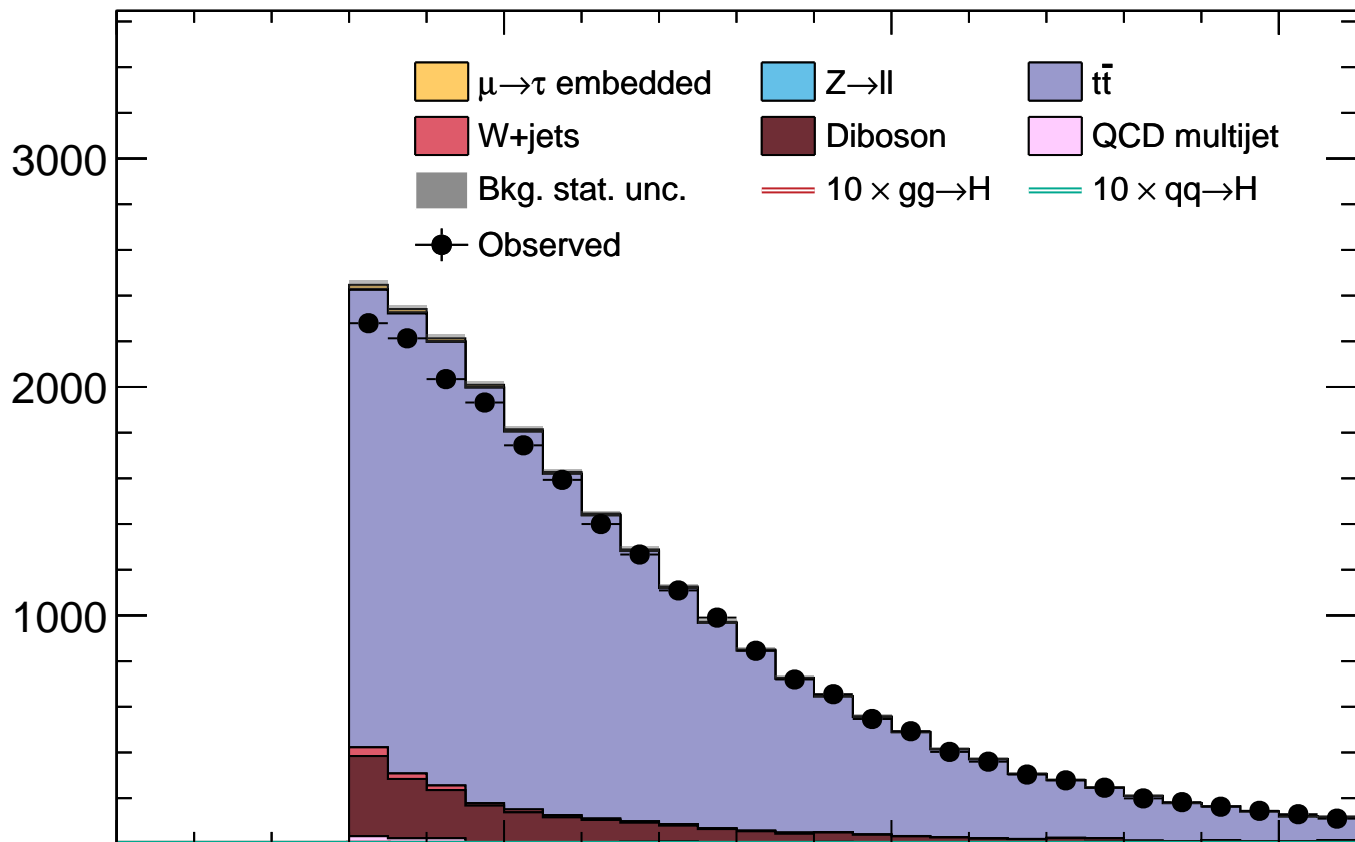 μ→τ embedded Z→ll tt̄
W+jets Diboson QCD multijet
Bkg. stat. unc. 10 × gg→H 10 × qq→H
Observed
3000
2000
1000